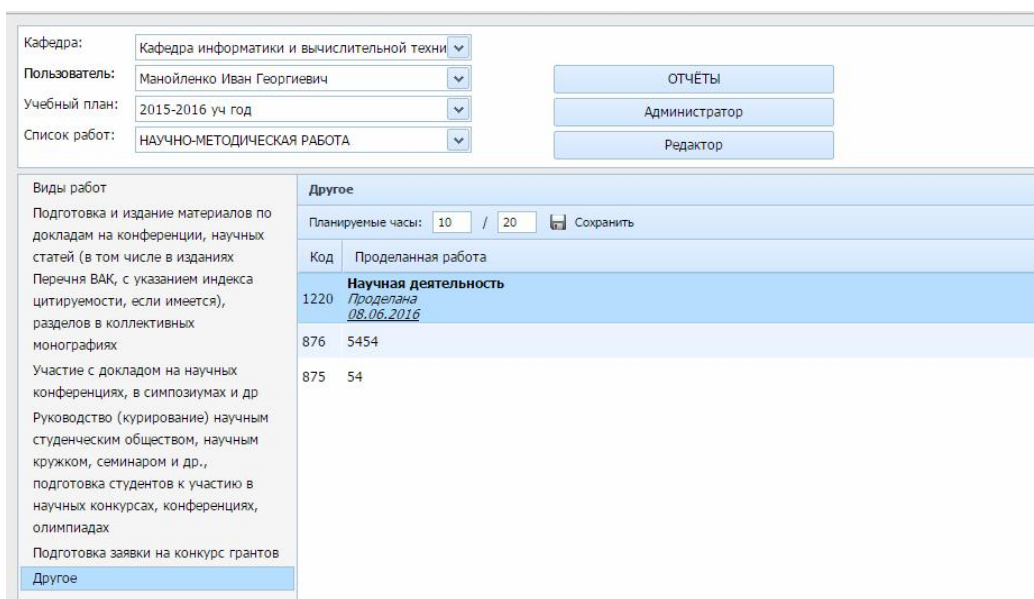 Кафедра:
Кафедра информатики и вычислительной техни
Пользователь:
Манойленко Иван Георгиевич
ОТЧЁТЫ
Учебный план:
2015-2016 уч год
Администратор
Список работ:
НАУЧНО-МЕТОДИЧЕСКАЯ РАБОТА
Редактор
Виды работ
Подготовка и издание материалов по
докладам на конференции, научных
статей (в том числе в изданиях
Перечня ВАК, с указанием индекса
цитируемости, если имеется),
разделов в коллективных
монографиях
Участие с докладом на научных
конференциях, в симпозиумах и др
Руководство (курирование) научным
студенческим обществом, научным
кружком, семинаром и др.,
подготовка студентов к участию в
научных конкурсах, конференциях,
олимпиадах
Подготовка заявки на конкурс грантов
Другое
Другое
Планируемые часы: 10 / 20 Сохранить
Код Проделанная работа
1220 Научная деятельность
Проделана
08.06.2016
876 5454
875 54